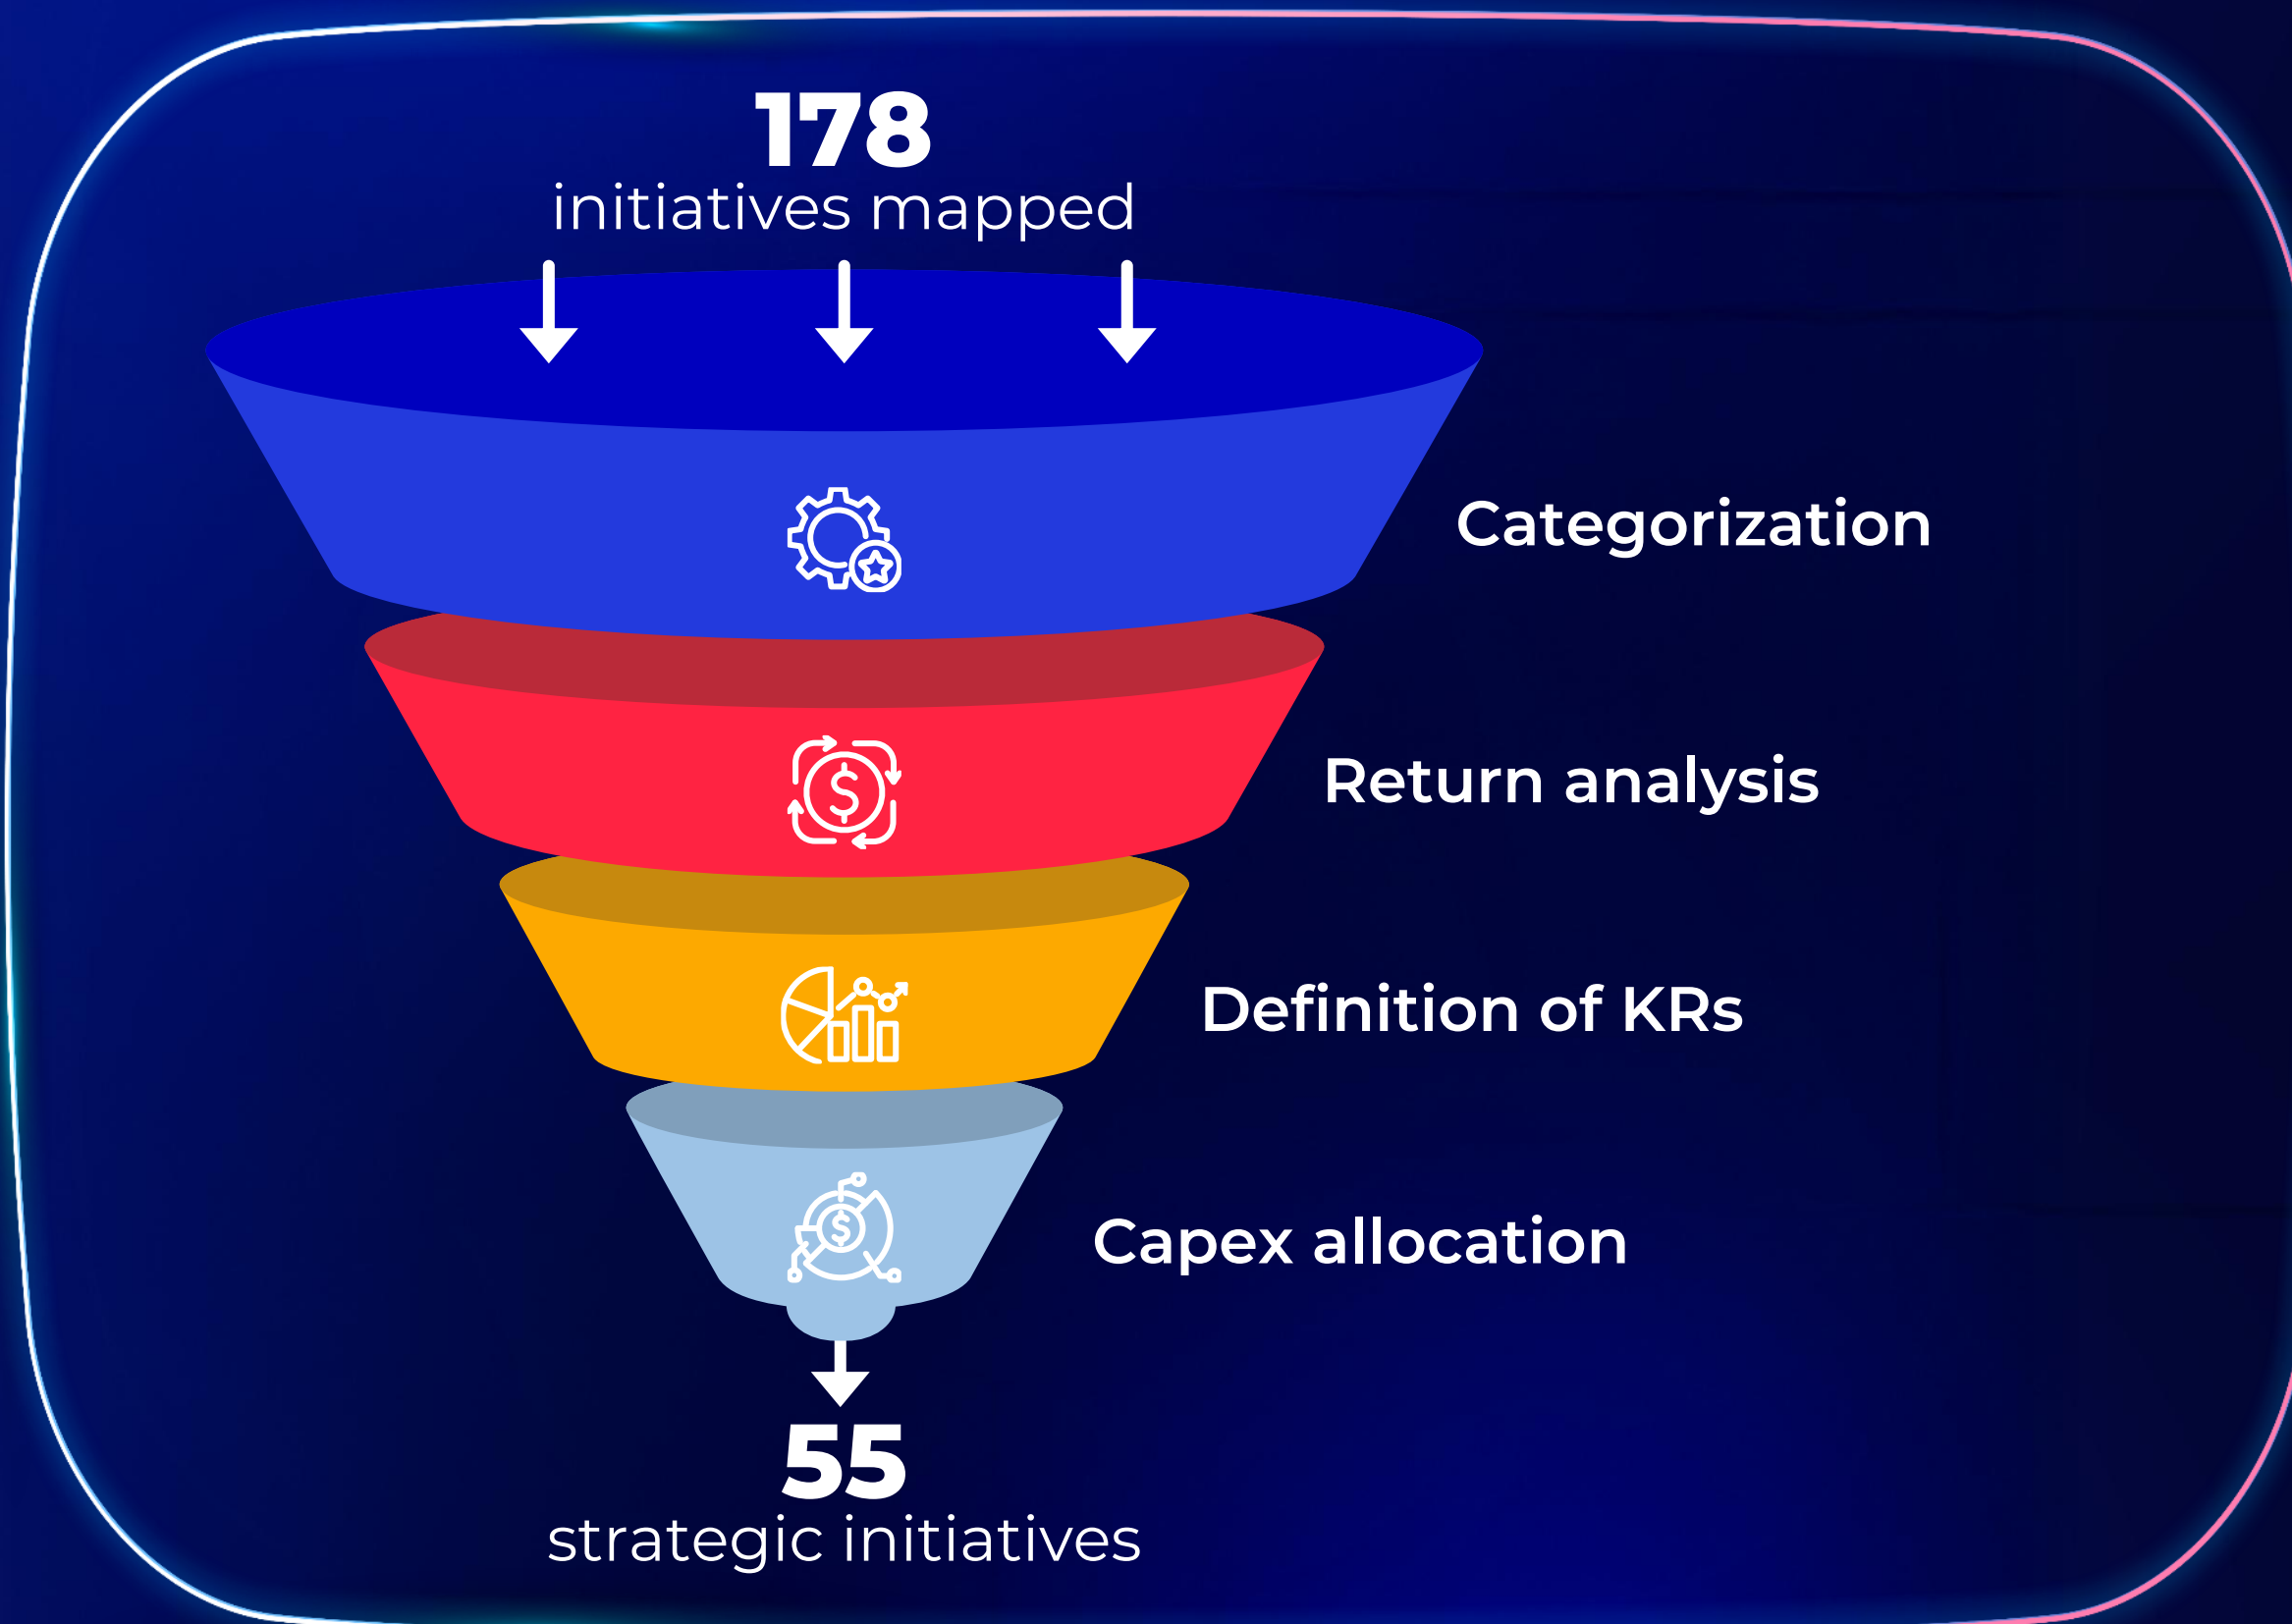 178
initiatives mapped
Categorization
Return analysis
Definition of KRs
Capex allocation
55
strategic initiatives